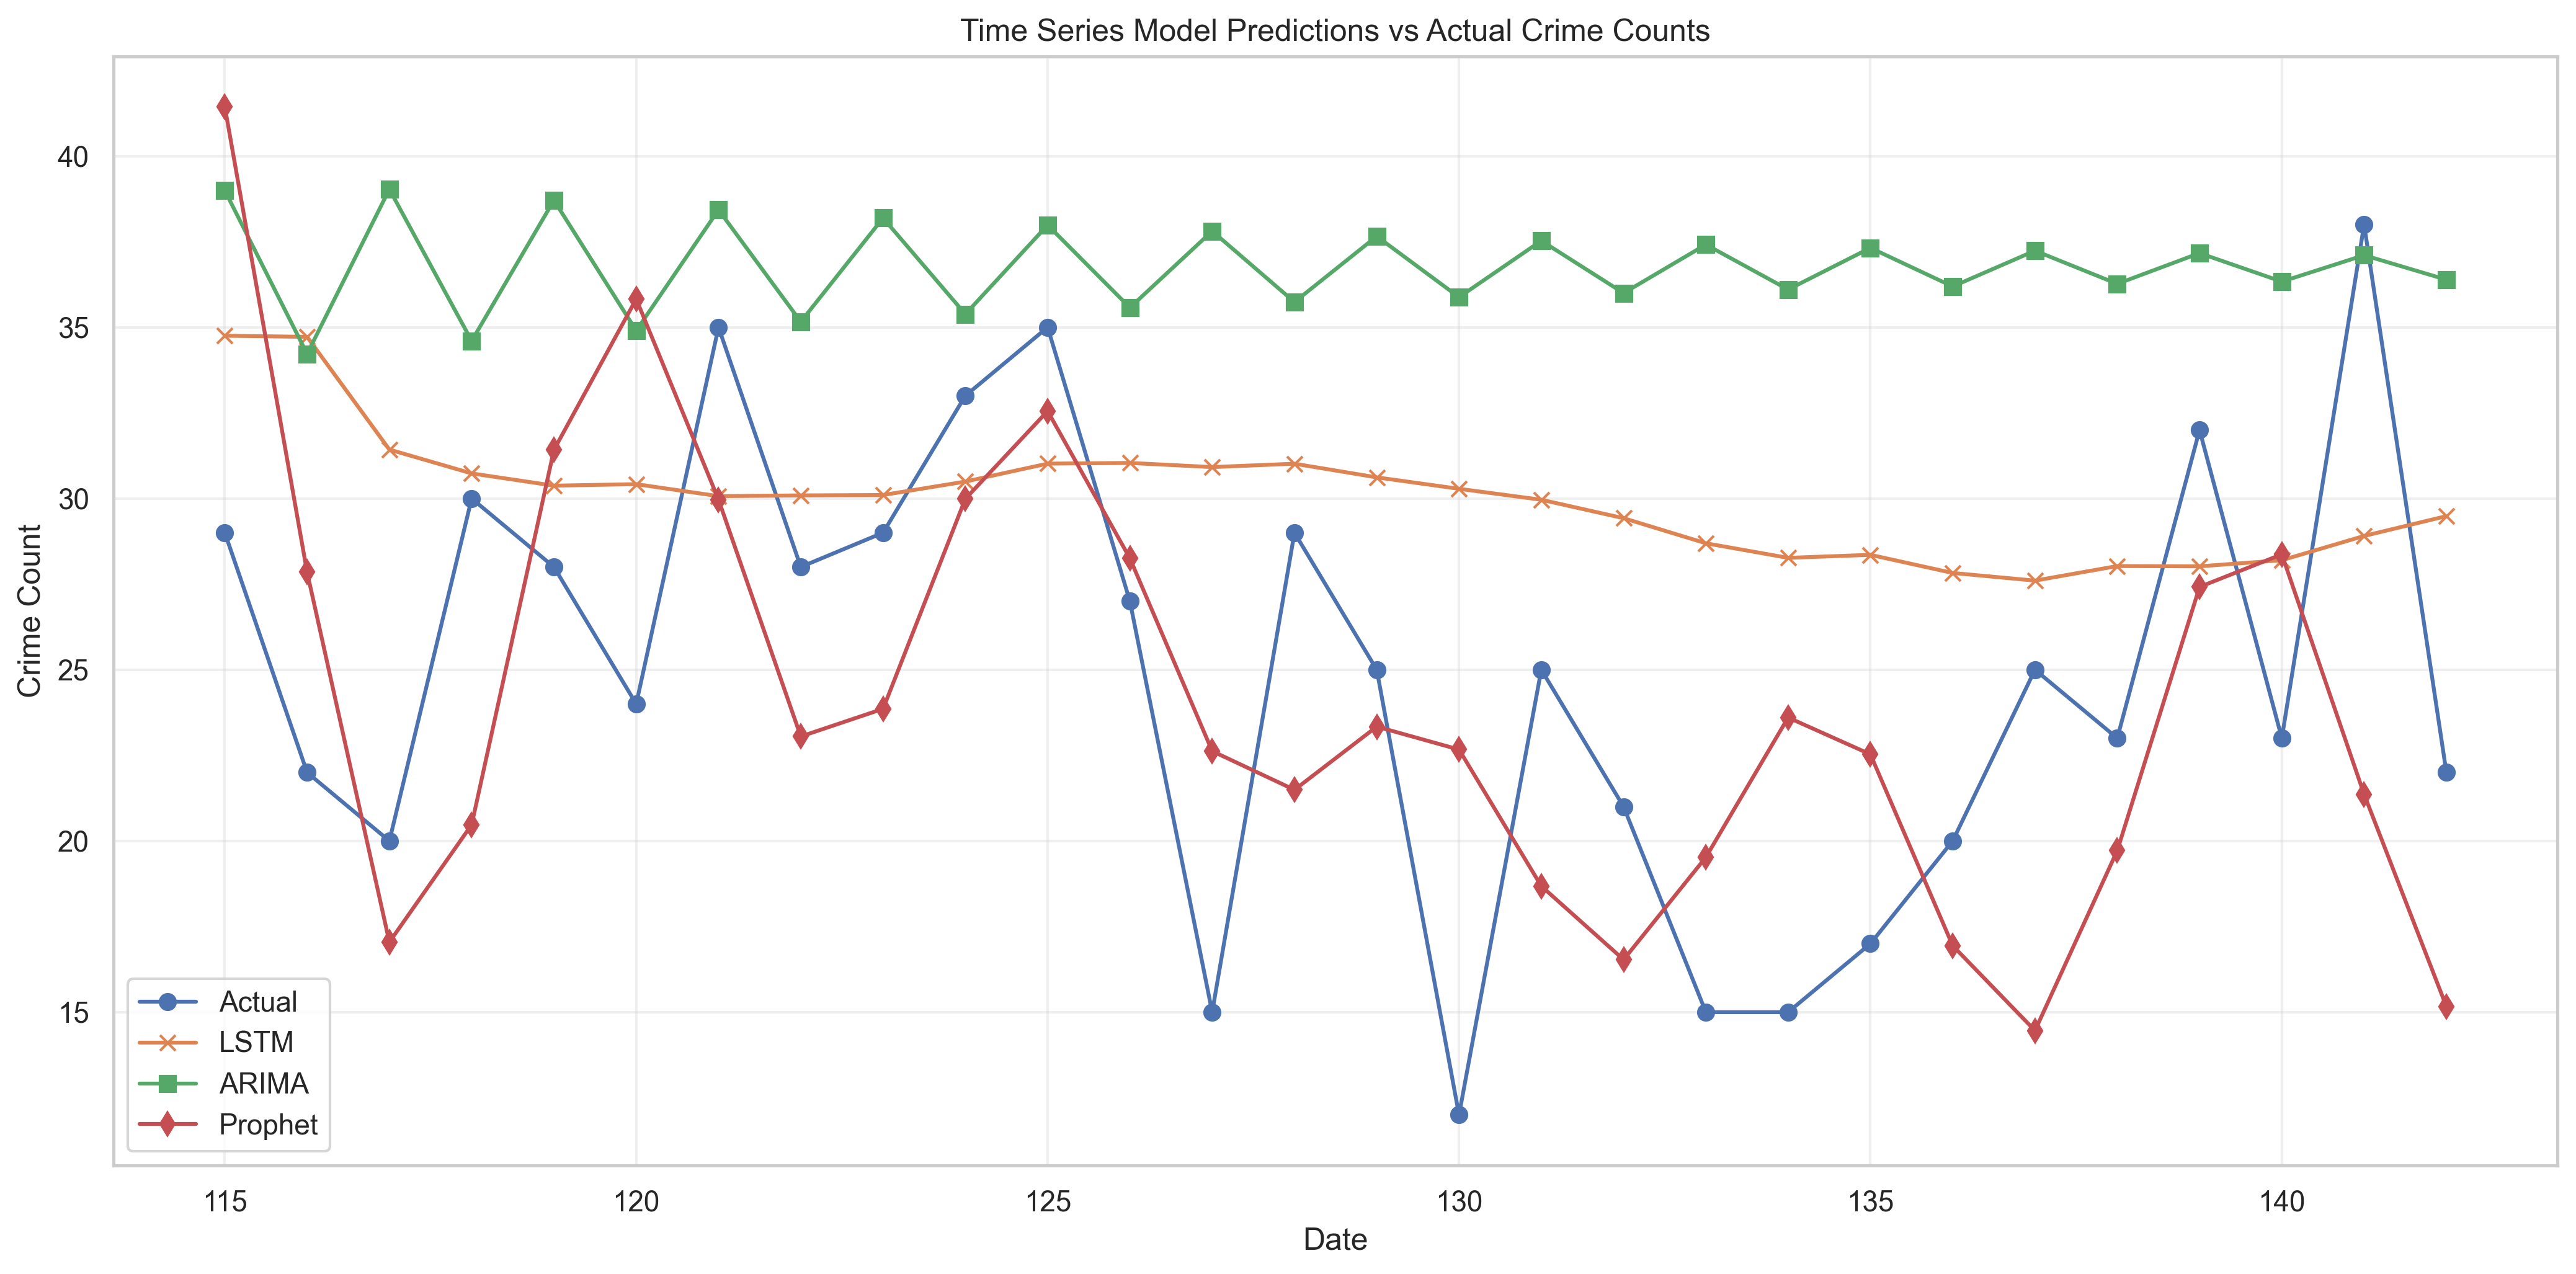 Time Series Model Predictions vs Actual Crime Counts
40
35
30
25
20
15
Crime Count
Actual
LSTM
ARIMA
Prophet
115
120
125
130
135
140
Date